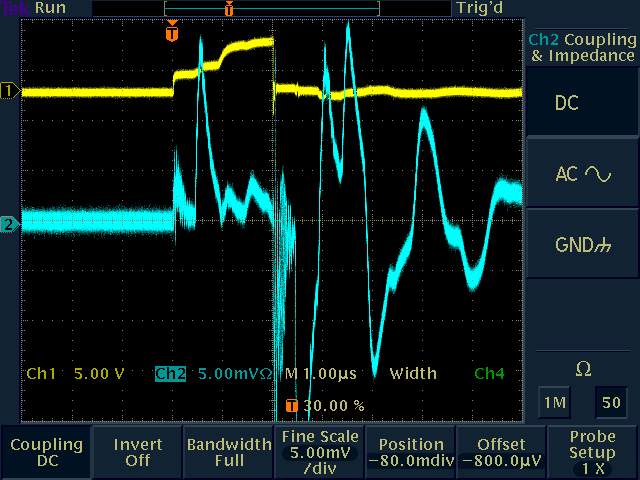 Tek Run Trig'd
T
T
1
2
Ch2 Coupling
& Impedance
DC
AC
GND
Ω
1M 50
Ch1 5.00 V Ch2 5.00mVΩ M 1.00µs Width Ch4
T 30.00 %
Coupling
DC
Invert
Off
Bandwidth
Full
Fine Scale
5.00mV
/div
Position
-80.0mdiv
Offset
-800.0µV
Probe
Setup
1 X